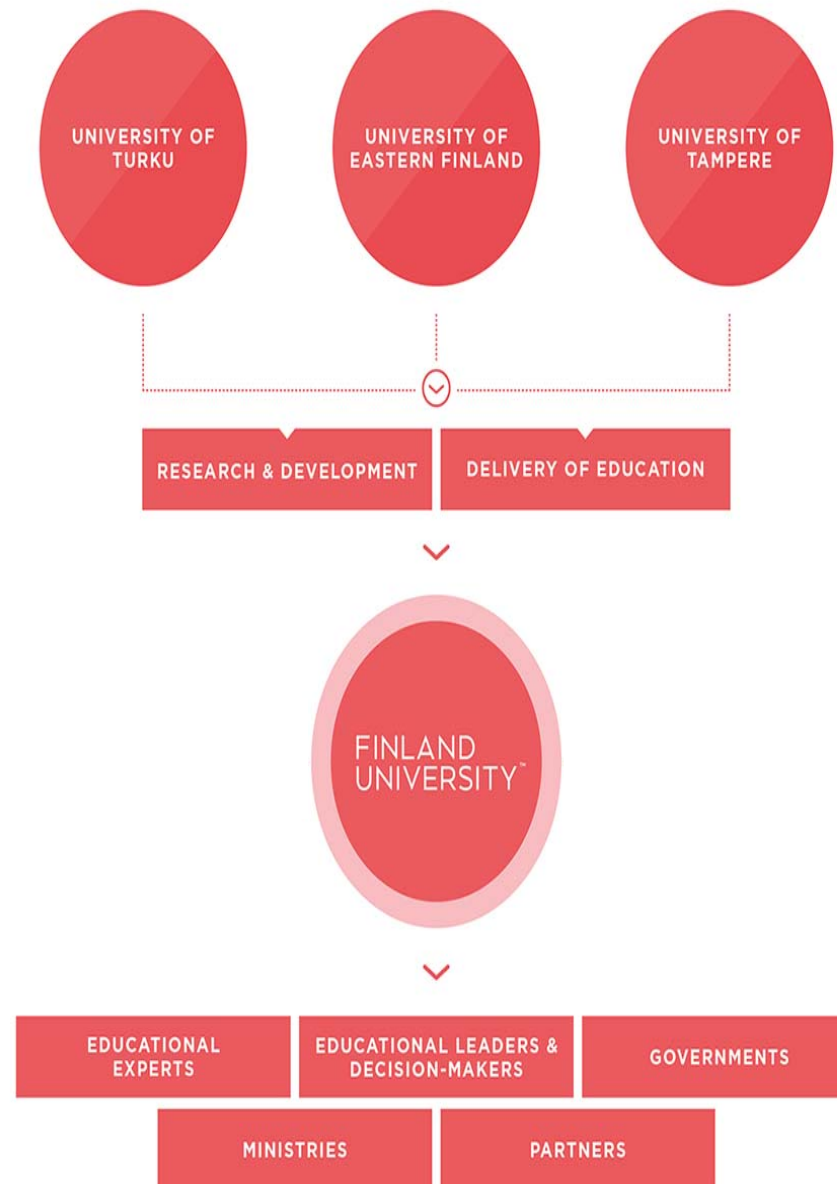 UNIVERSITY OF
TURKU
UNIVERSITY OF
EASTERN FINLAND
UNIVERSITY OF
TAMPERE
RESEARCH & DEVELOPMENT
DELIVERY OF EDUCATION
FINLAND
UNIVERSITY™
EDUCATIONAL
EXPERTS
EDUCATIONAL LEADERS &
DECISION-MAKERS
GOVERNMENTS
MINISTRIES
PARTNERS